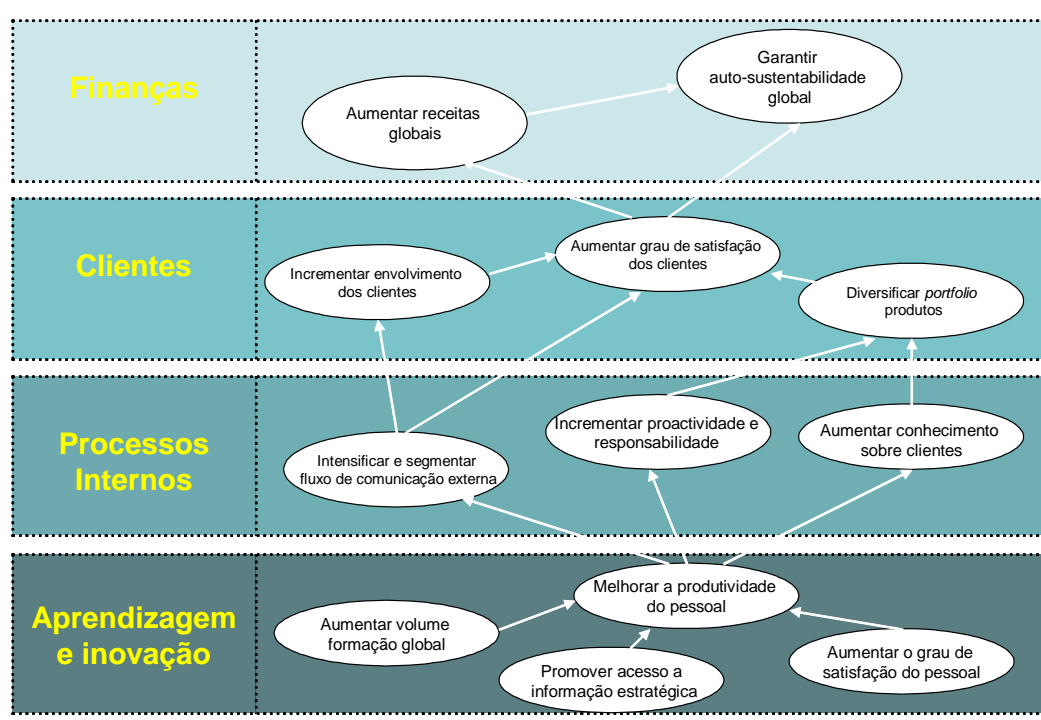 Finanças
Garantir
auto-sustentabilidade
global
Aumentar receitas
globais
Clientes
Aumentar grau de satisfação
dos clientes
Incrementar envolvimento
dos clientes
Diversificar portfolio
produtos
Processos
Internos
Incrementar proactividade e
responsabilidade
Aumentar conhecimento
sobre clientes
Intensificar e segmentar
fluxo de comunicação externa
Aprendizagem
e inovação
Melhorar a produtividade
do pessoal
Aumentar volume
formação global
Aumentar o grau de
satisfação do pessoal
Promover acesso a
informação estratégica